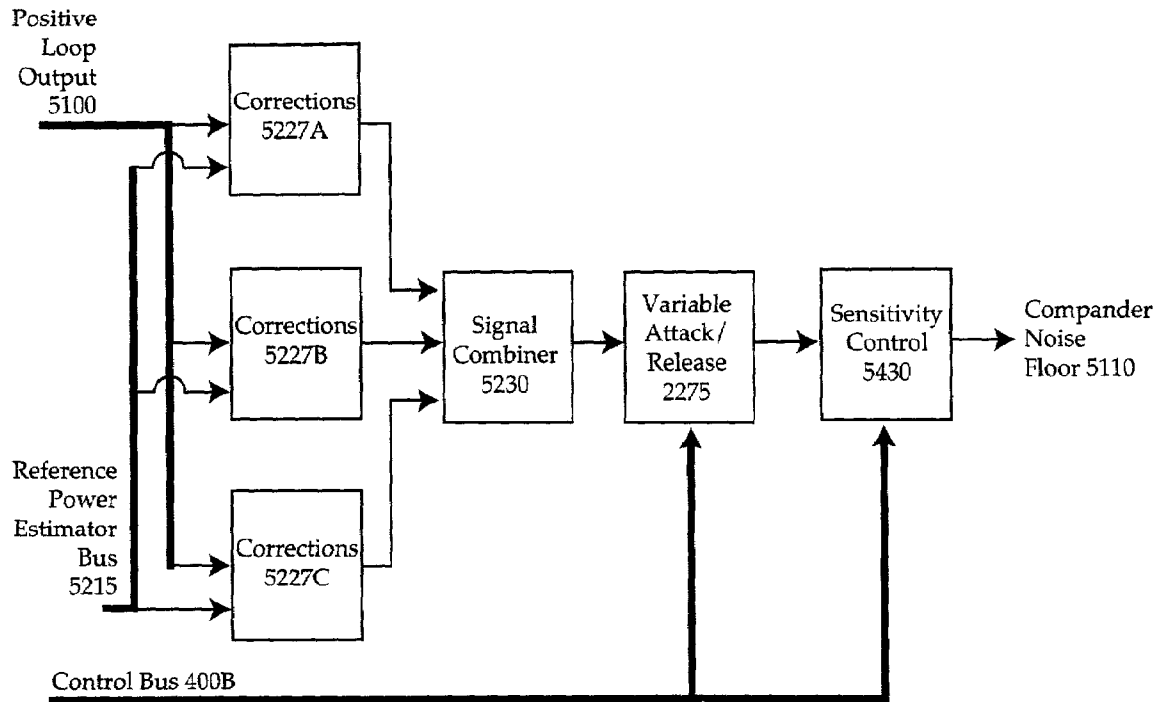 Positive
Loop
Output
5100
Corrections
5227A
Corrections
5227B
Corrections
5227C
Signal
Combiner
5230
Variable
Attack/
Release
2275
Sensitivity
Control
5430
Compander
Noise
Floor 5110
Reference
Power
Estimator
Bus
5215
Control Bus 400B